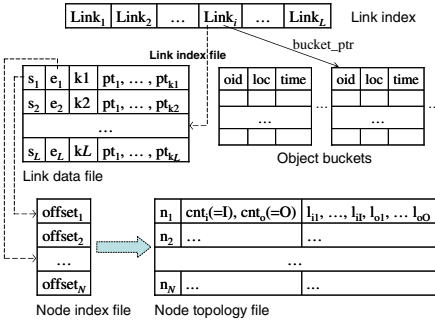 Link1 Link2 … Linki … LinkL Link index
bucket_ptr
Link index file
s1 e1 k1 pt1, … , ptk1
s2 e2 k2 pt1, … , ptk2
…
sL eL kL pt1, … , ptkL
Link data file
oid loc time … oid loc time …
… …
Object buckets
offset1
offset2
…
offsetN
Node index file
n1 cnti(=I), cnto(=O) li1, …, liI, lo1, … loO
n2 … …
…
nN … …
Node topology file